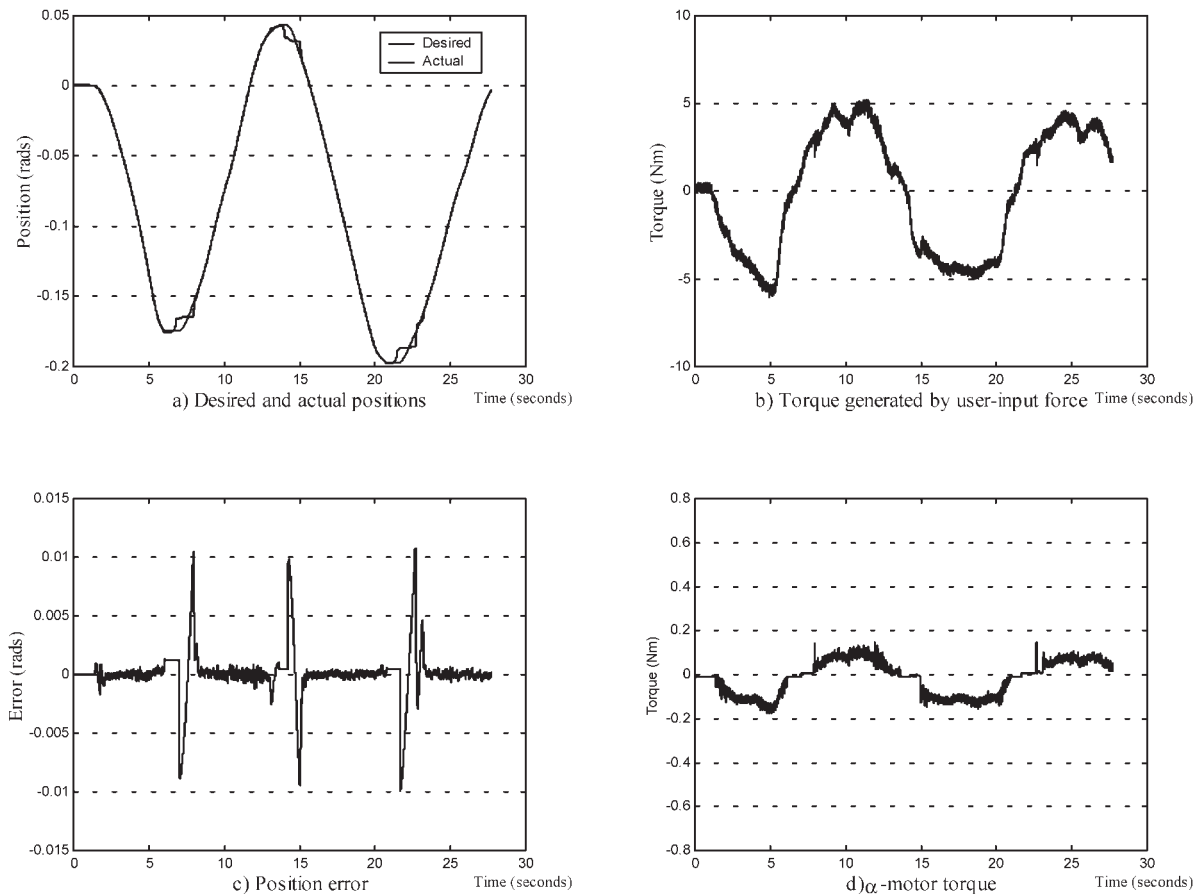 0.05
0
-0.05
-0.1
-0.15
-0.2
Position (rads)
Desired
Actual
0 5 10 15 20 25 30
a) Desired and actual positions
Time (seconds)
10
5
0
-5
-10
Torque (Nm)
0 5 10 15 20 25 30
b) Torque generated by user-input force
Time (seconds)
0.015
0.01
0.005
0
-0.005
-0.01
-0.015
Error (rads)
0 5 10 15 20 25 30
c) Position error
Time (seconds)
0.8
0.6
0.4
0.2
0
-0.2
-0.4
-0.6
-0.8
Torque (Nm)
0 5 10 15 20 25 30
d)α-motor torque
Time (seconds)